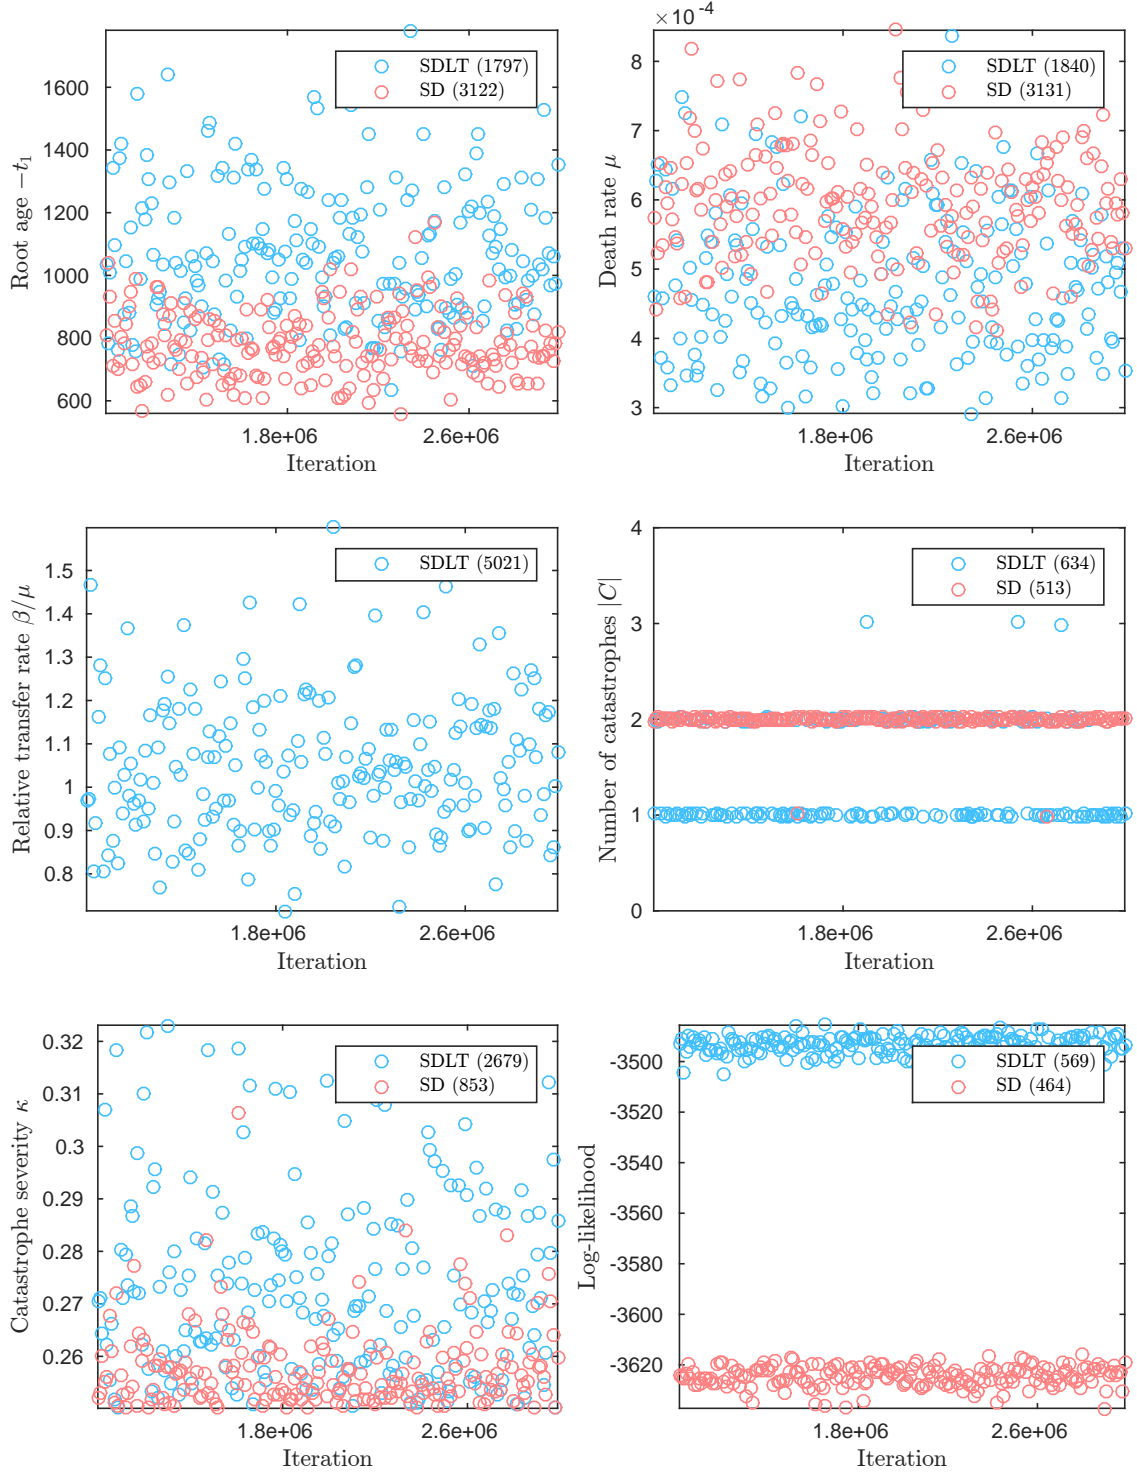 Root age −t₁
1600
1400
1200
1000
800
600
SDLT (1797)
SD (3122)
1.8e+06
2.6e+06
Iteration
×10⁻⁴
Death rate μ
8
7
6
5
4
3
SDLT (1840)
SD (3131)
1.8e+06
2.6e+06
Iteration
Relative transfer rate β/μ
1.5
1.4
1.3
1.2
1.1
1
0.9
0.8
SDLT (5021)
1.8e+06
2.6e+06
Iteration
Number of catastrophes |C|
4
3
2
1
0
SDLT (634)
SD (513)
1.8e+06
2.6e+06
Iteration
Catastrophe severity κ
0.32
0.31
0.3
0.29
0.28
0.27
0.26
SDLT (2679)
SD (853)
1.8e+06
2.6e+06
Iteration
Log-likelihood
-3500
-3520
-3540
-3560
-3580
-3600
-3620
SDLT (569)
SD (464)
1.8e+06
2.6e+06
Iteration